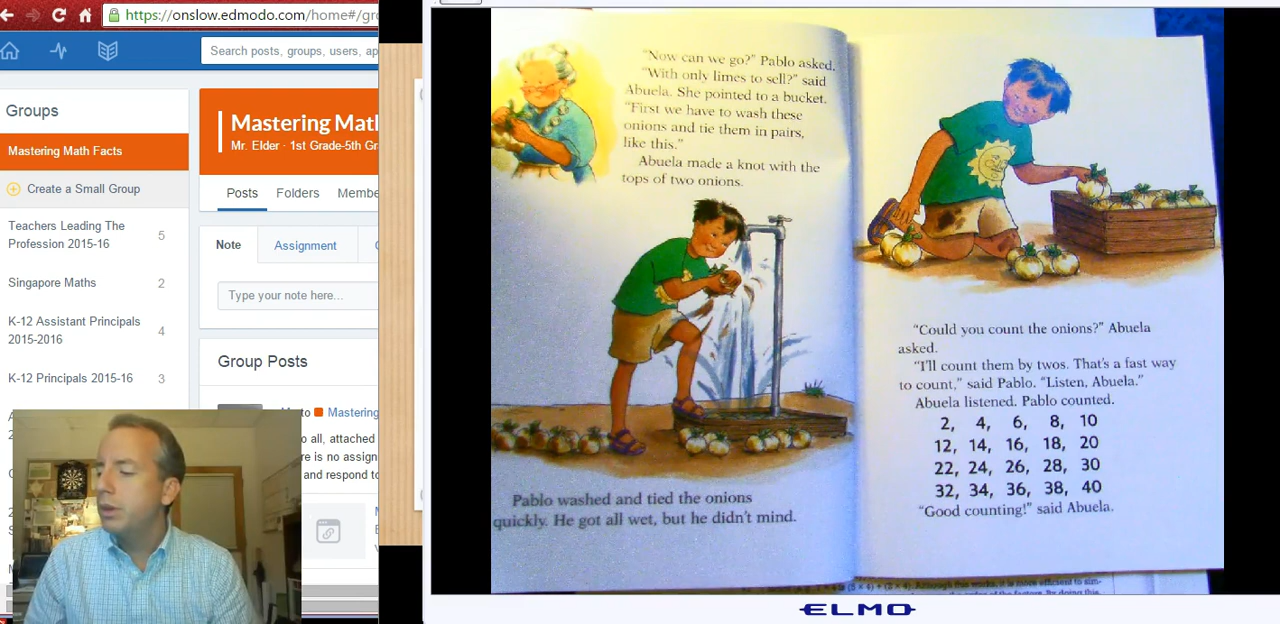 https://onslow.edmodo.com/home#/gr
Search posts, groups, users, ap
Groups
Mastering Math Facts
Create a Small Group
Teachers Leading The
Profession 2015-16
5
Singapore Maths
2
K-12 Assistant Principals
2015-2016
4
K-12 Principals 2015-16
3
Mastering Mat
Mr. Elder · 1st Grade-5th Gr
Posts
Folders
Membe
Note
Assignment
Type your note here...
Group Posts
to
Mastering
o all, attached
re is no assign
and respond to
"Now can we go?" Pablo asked.
"With only limes to sell?" said
Abuela. She pointed to a bucket.
"First we have to wash these
onions and tie them in pairs,
like this."
Abuela made a knot with the
tops of two onions.
Pablo washed and tied the onions
quickly. He got all wet, but he didn't mind.
"Could you count the onions?" Abuela
asked.
"I'll count them by twos. That's a fast way
to count," said Pablo. "Listen, Abuela."
Abuela listened. Pablo counted.
2, 4, 6, 8, 10
12, 14, 16, 18, 20
22, 24, 26, 28, 30
32, 34, 36, 38, 40
"Good counting!" said Abuela.
ELMO